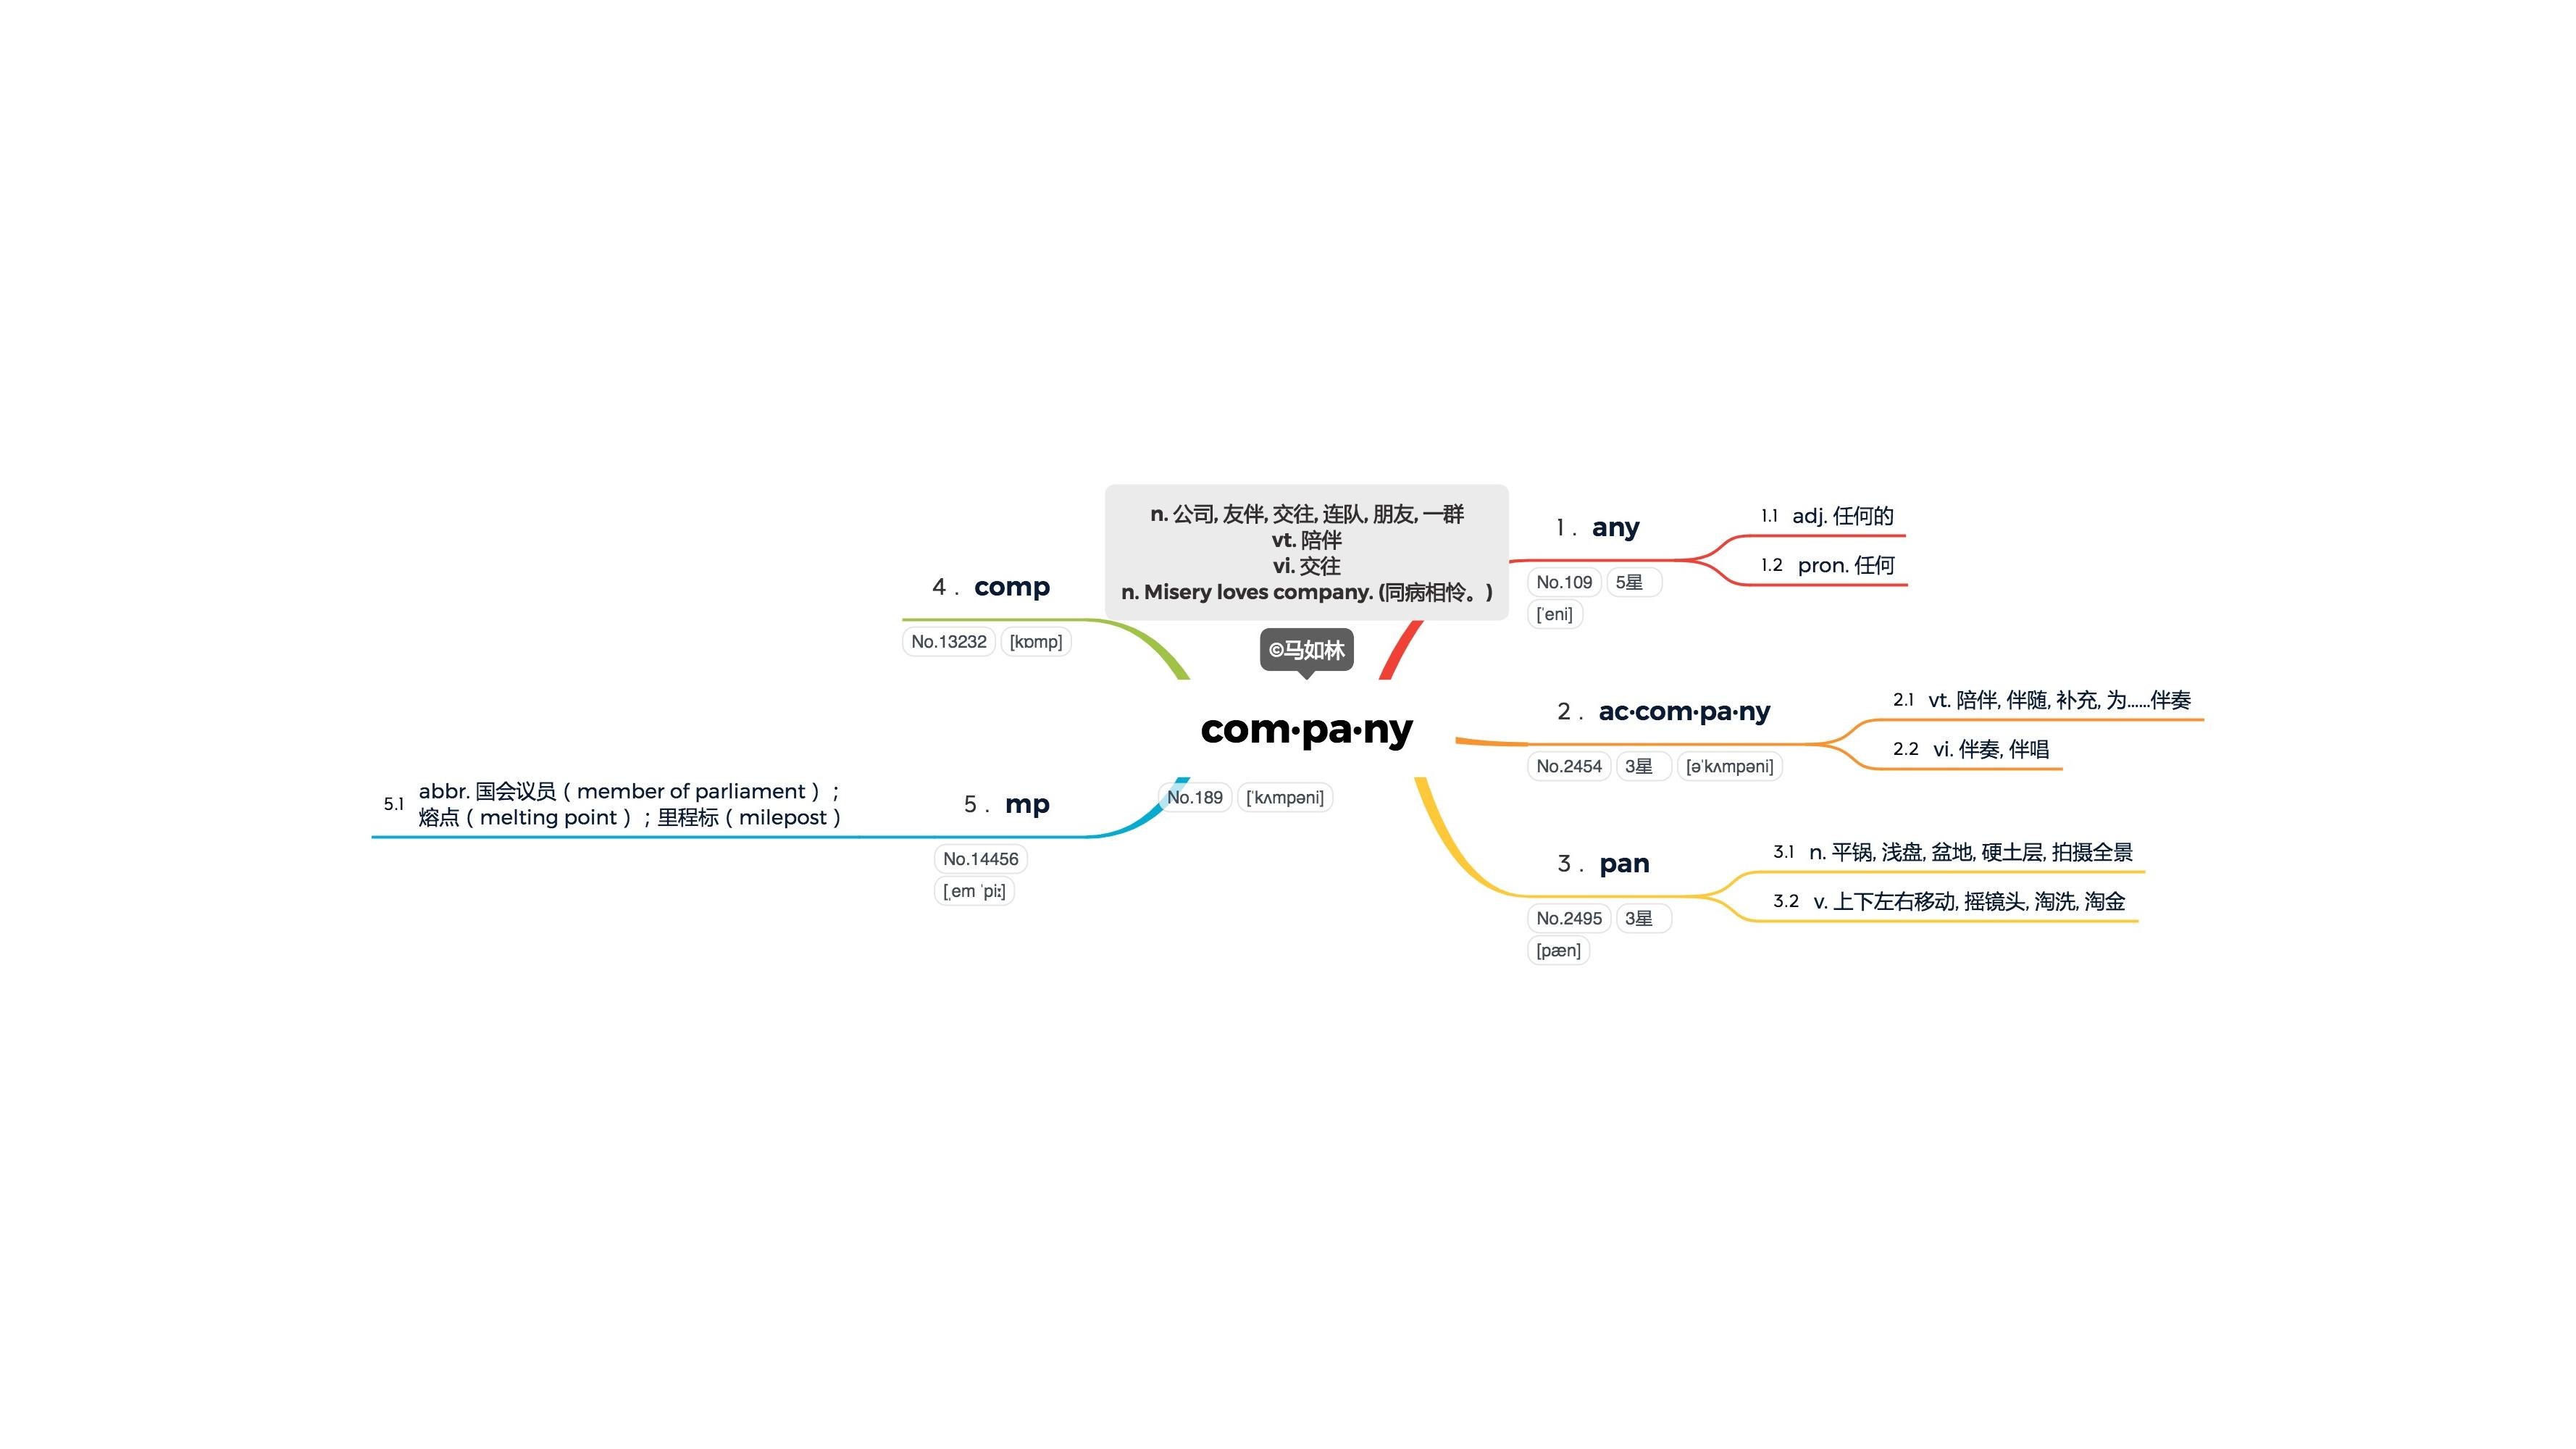 n. 公司, 友伴, 交往, 连队, 朋友, 一群
vt. 陪伴
vi. 交往
n. Misery loves company. (同病相怜。)
©马如林
com·pa·ny
No.189 [ˈkʌmpəni]
1. any
No.109 5星
[ˈeni]
1.1 adj. 任何的
1.2 pron. 任何
2. ac·com·pa·ny
No.2454 3星 [əˈkʌmpəni]
2.1 vt. 陪伴, 伴随, 补充, 为……伴奏
2.2 vi. 伴奏, 伴唱
3. pan
No.2495 3星
[pæn]
3.1 n. 平锅, 浅盘, 盆地, 硬土层, 拍摄全景
3.2 v. 上下左右移动, 摇镜头, 淘洗, 淘金
4. comp
No.13232 [kɒmp]
5. mp
No.14456
[ˌem ˈpiː]
5.1 abbr. 国会议员（member of parliament）；
熔点（melting point）；里程标（milepost）